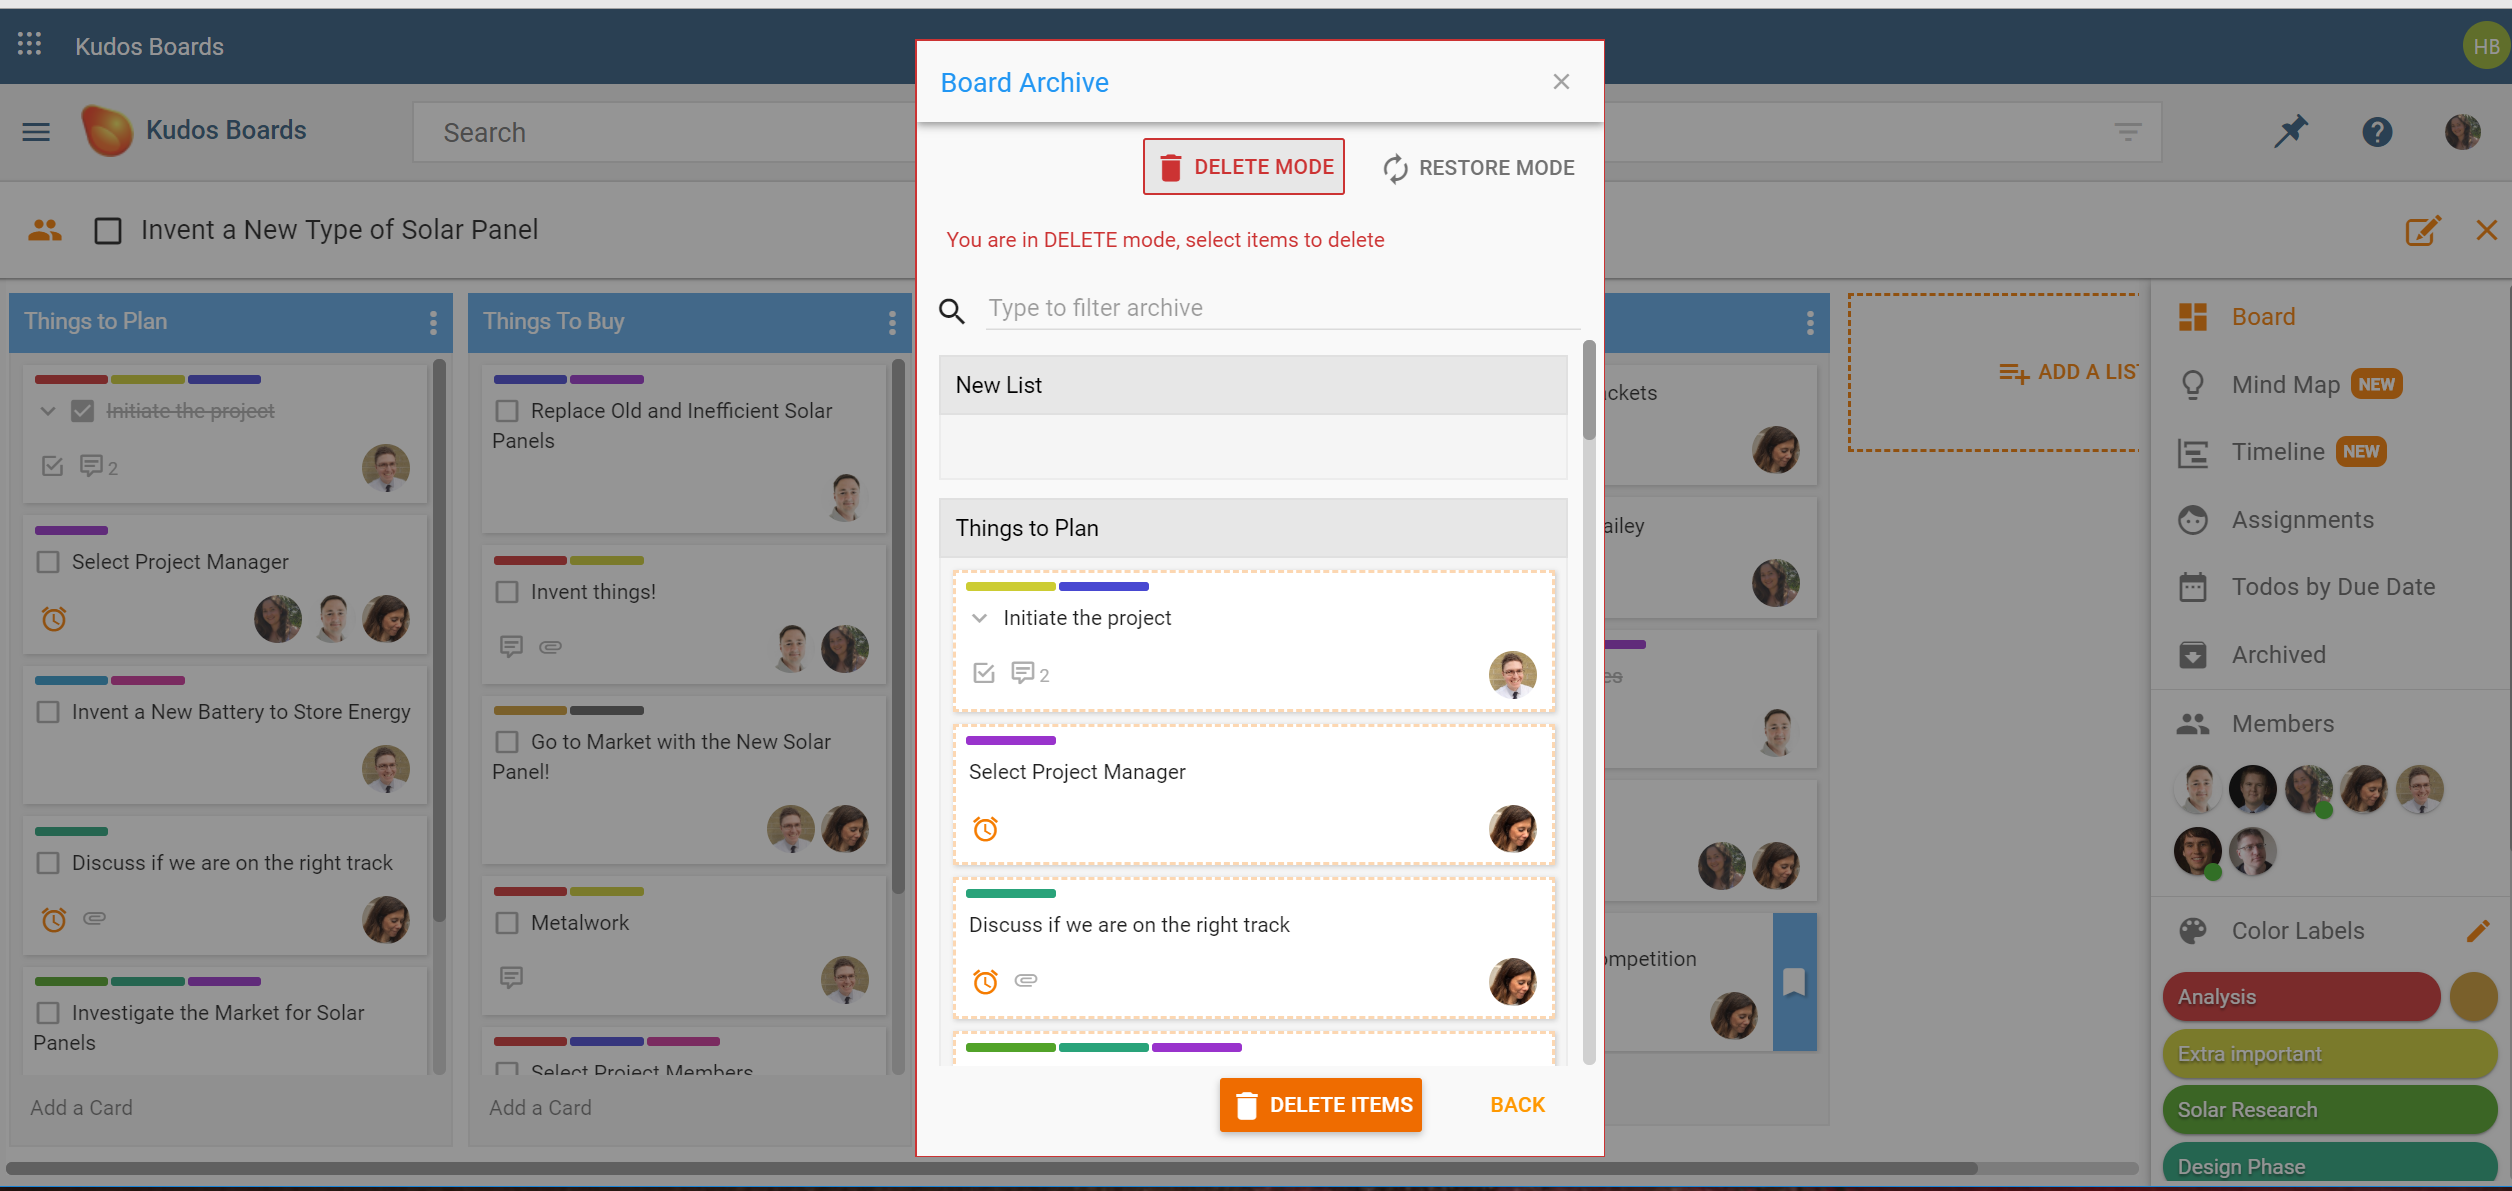 Kudos Boards
HB
Kudos Boards
Search
Invent a New Type of Solar Panel
Things to Plan
Initiate the project
2
Select Project Manager
Invent a New Battery to Store Energy
Discuss if we are on the right track
Investigate the Market for Solar
Panels
Add a Card
Things To Buy
Replace Old and Inefficient Solar
Panels
Invent things!
Go to Market with the New Solar
Panel!
Metalwork
Select Project Members
Add a Card
Board Archive
DELETE MODE
RESTORE MODE
You are in DELETE mode, select items to delete
Type to filter archive
New List
Things to Plan
Initiate the project
2
Select Project Manager
Discuss if we are on the right track
DELETE ITEMS
BACK
ADD A LIS
Board
Mind Map NEW
Timeline NEW
Assignments
Todos by Due Date
Archived
Members
Color Labels
Analysis
Extra important
Solar Research
Design Phase